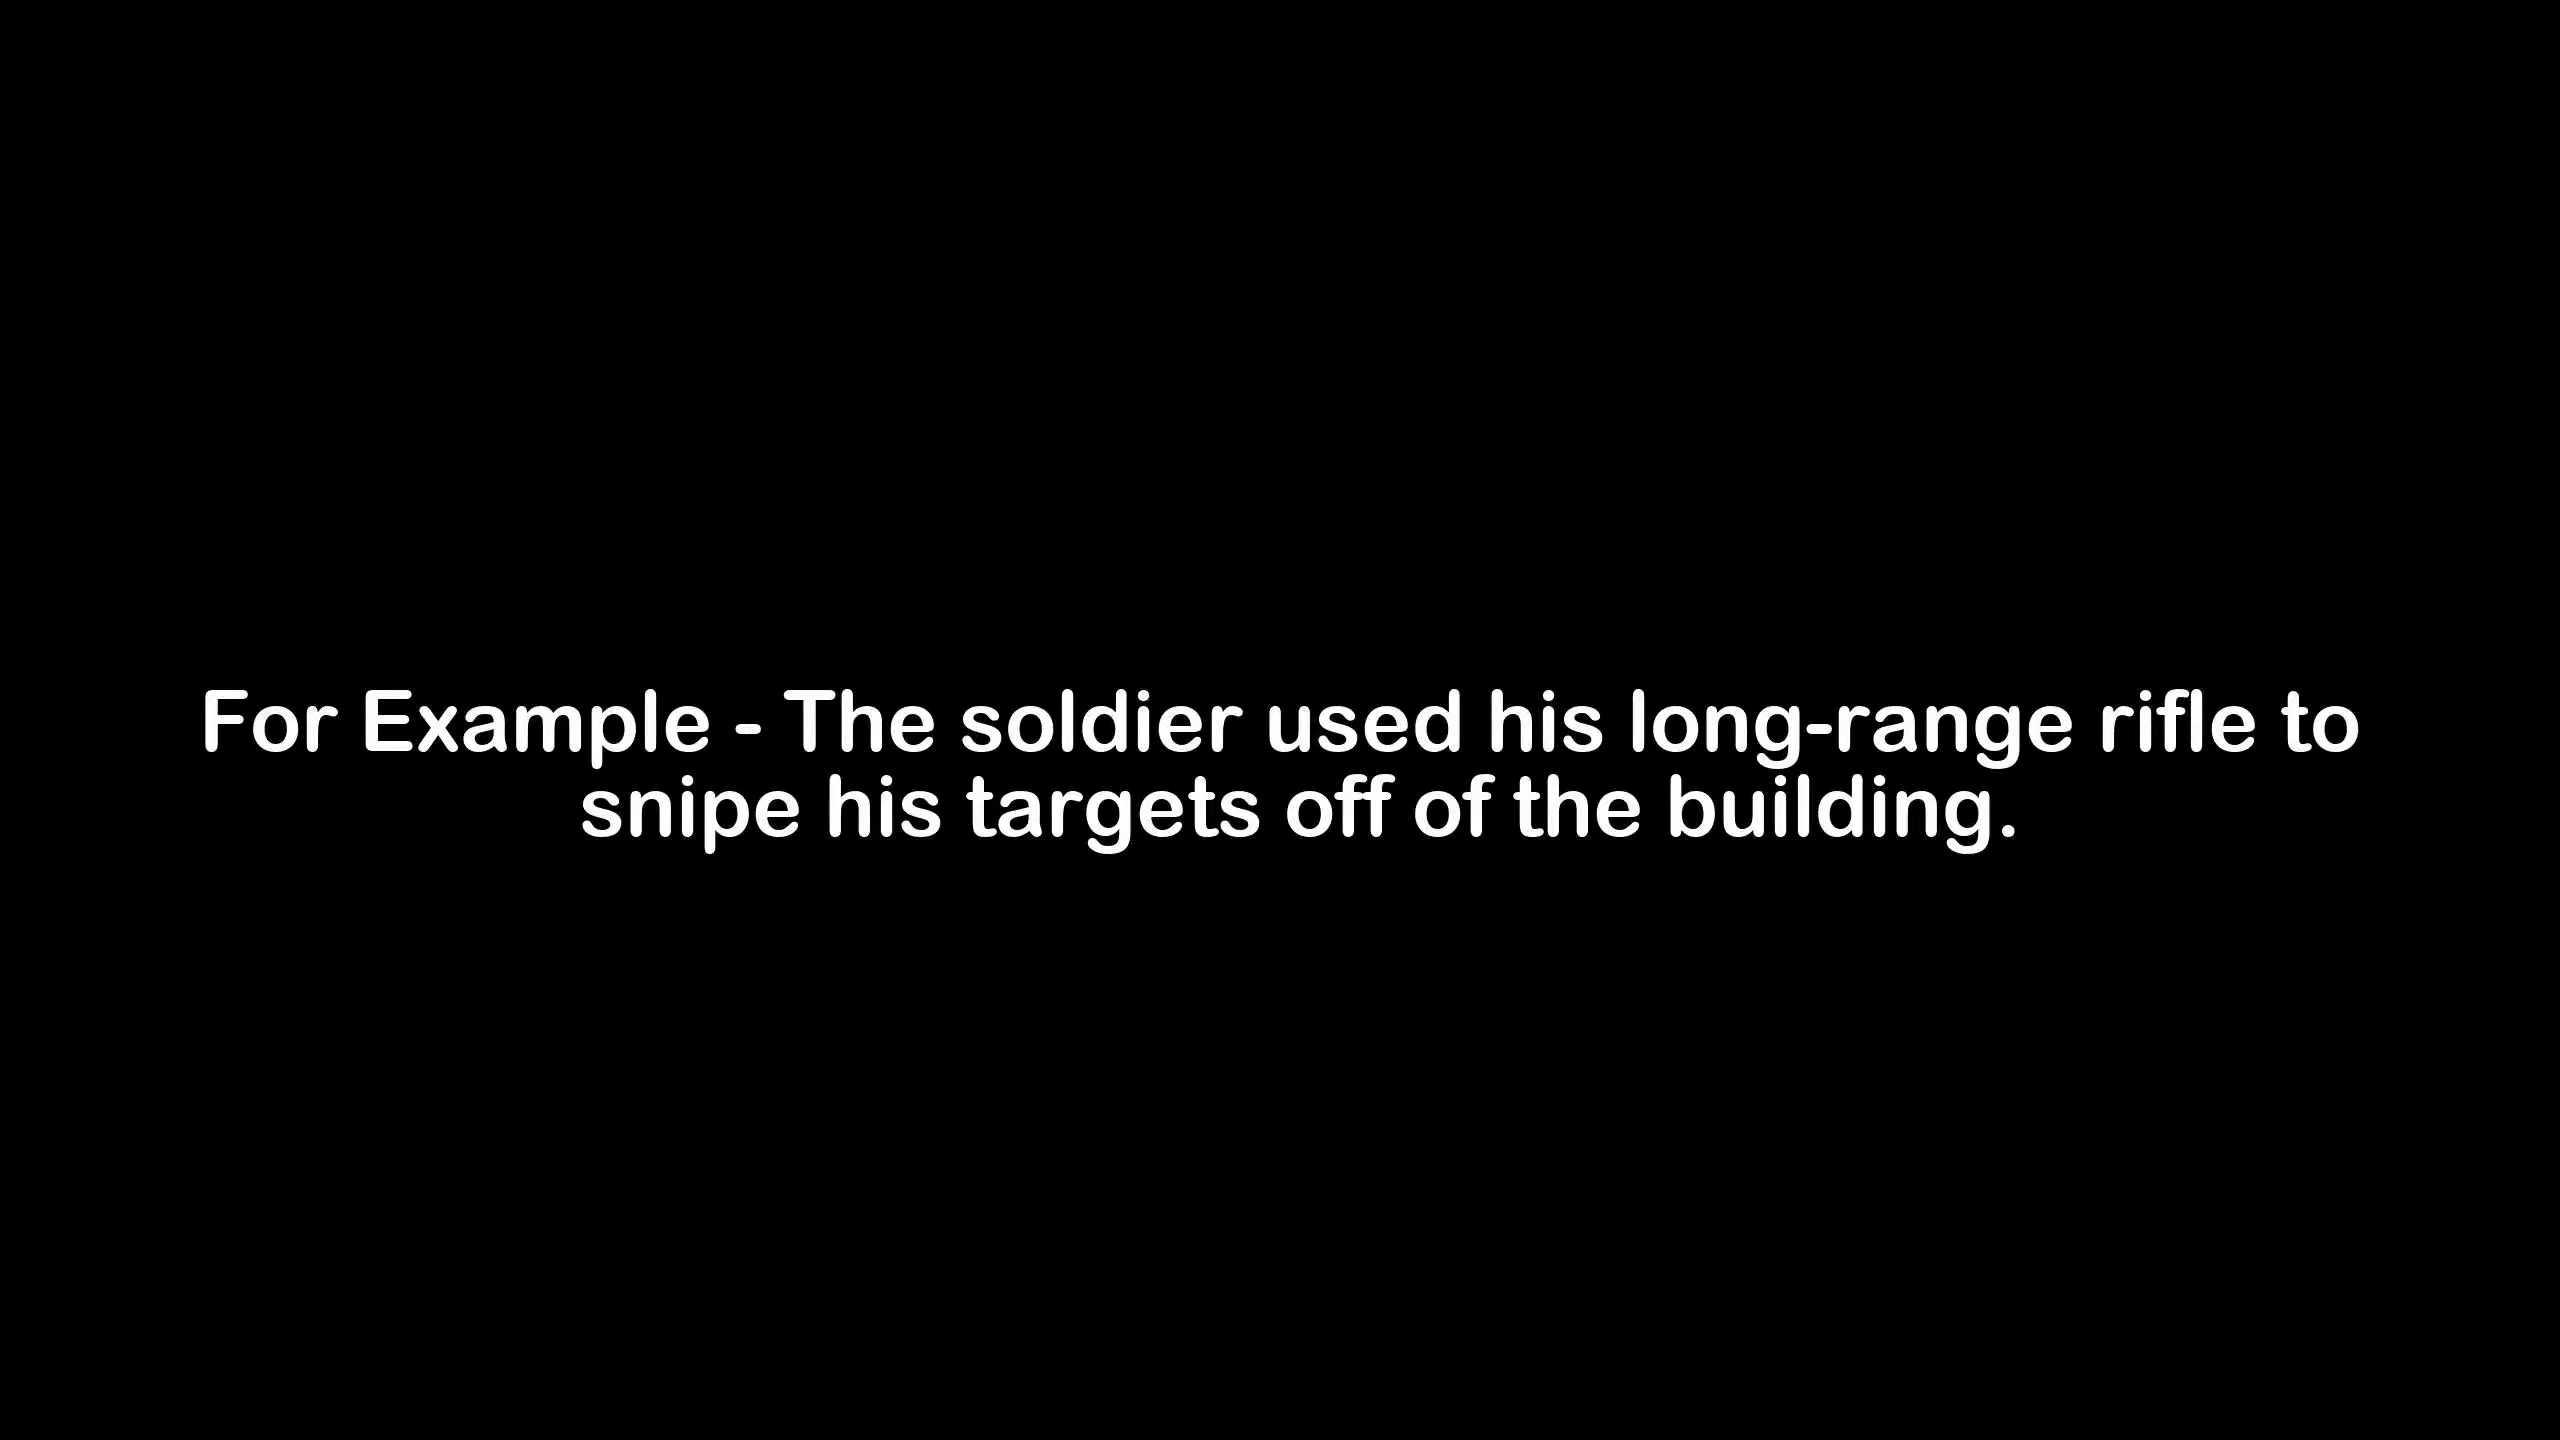 For Example - The soldier used his long-range rifle to
snipe his targets off of the building.